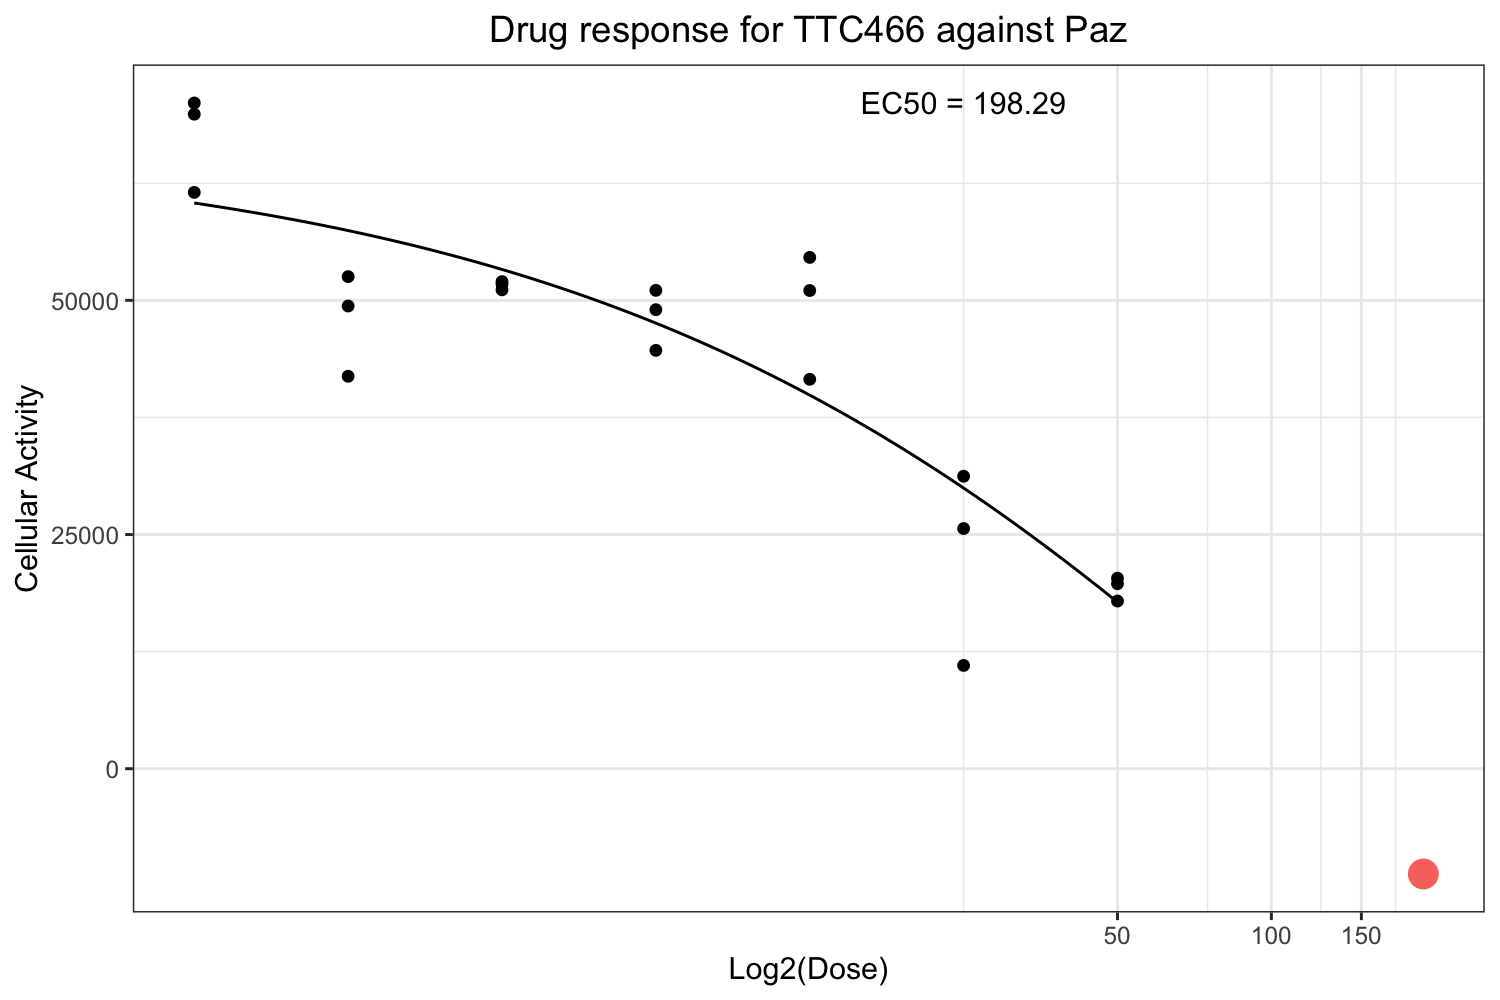 Drug response for TTC466 against Paz
EC50 = 198.29
Cellular Activity
50000
25000
0
50 100 150
Log2(Dose)